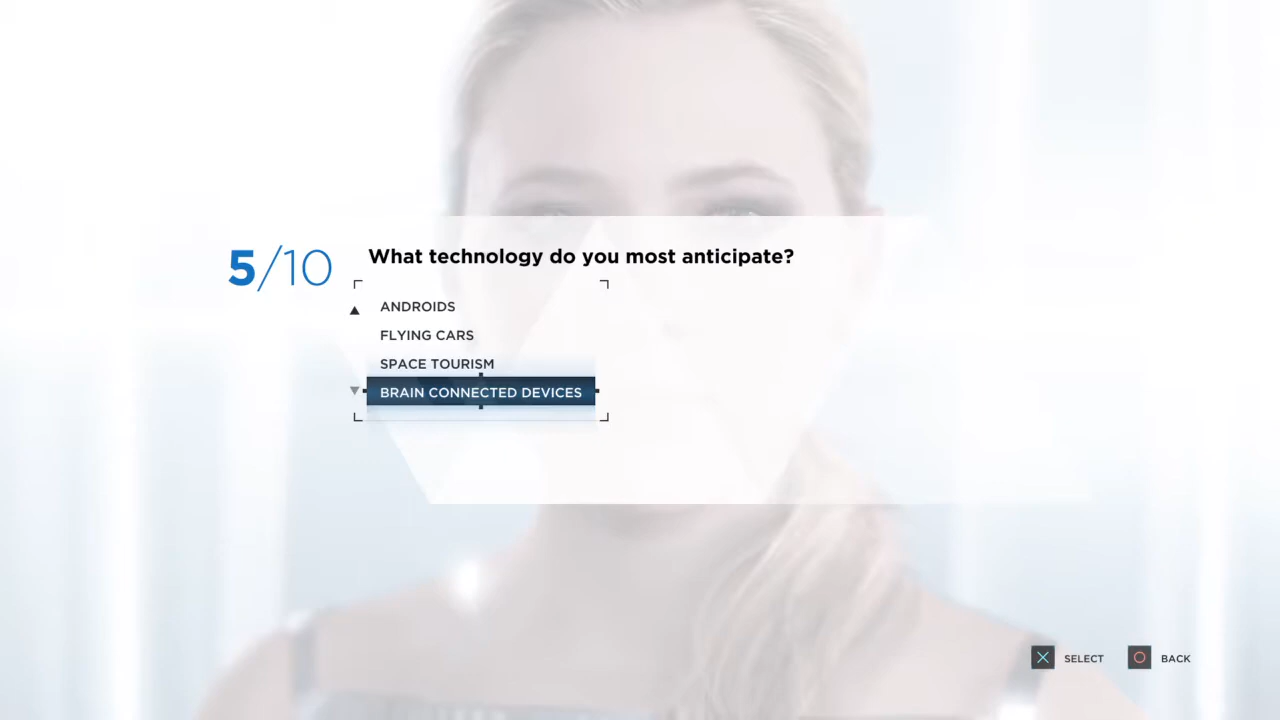 5/10
What technology do you most anticipate?
ANDROIDS
FLYING CARS
SPACE TOURISM
BRAIN CONNECTED DEVICES
SELECT
BACK